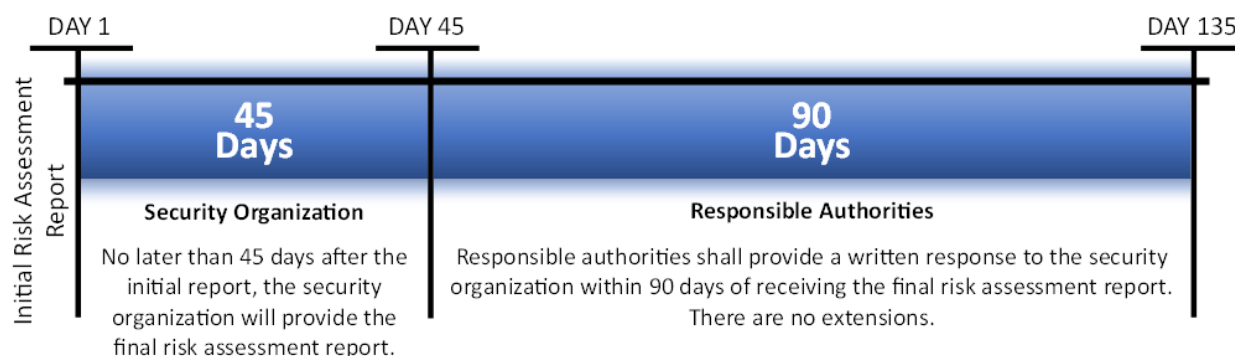 DAY 1
DAY 45
DAY 135
Initial Risk Assessment
Report
45
Days
90
Days
Security Organization
No later than 45 days after the
initial report, the security
organization will provide the
final risk assessment report.
Responsible Authorities
Responsible authorities shall provide a written response to the security
organization within 90 days of receiving the final risk assessment report.
There are no extensions.